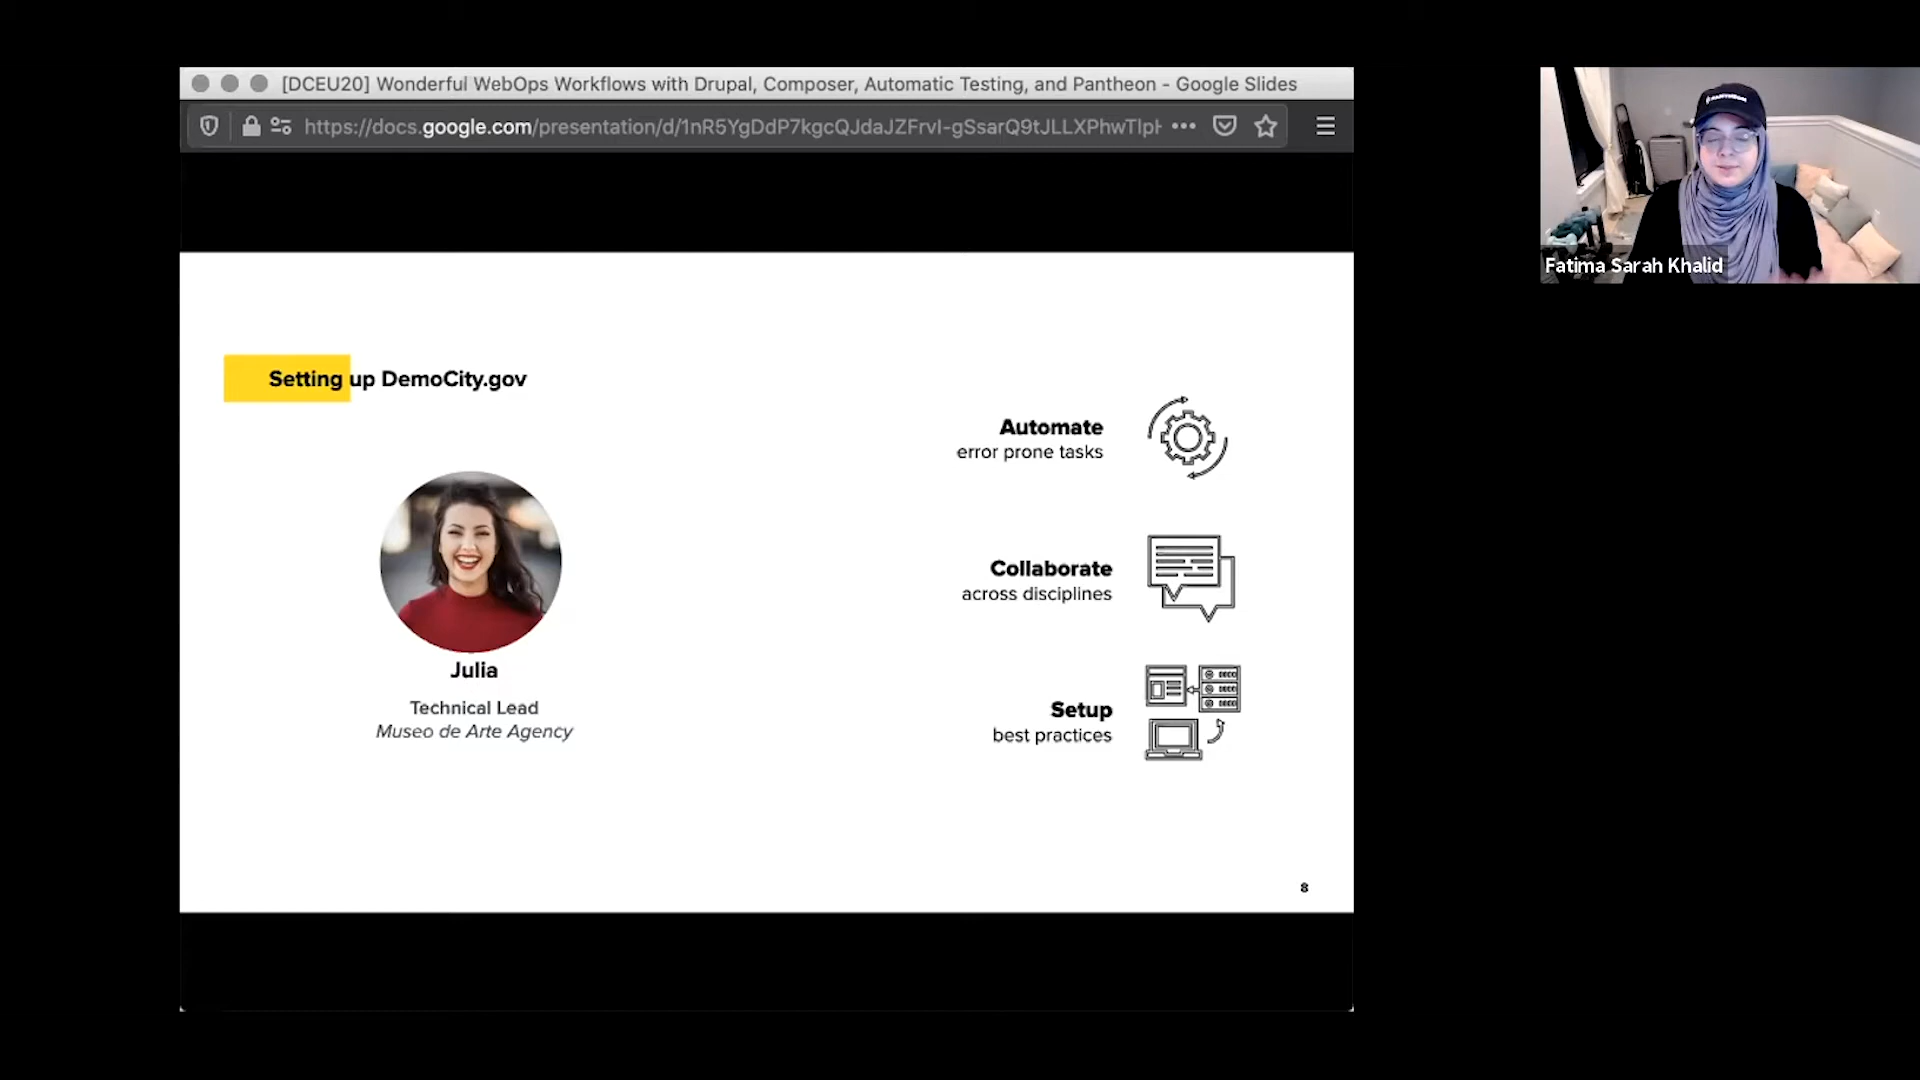 [DCEU20] Wonderful WebOps Workflows with Drupal, Composer, Automatic Testing, and Pantheon - Google Slides
https://docs.google.com/presentation/d/1nR5YgDdP7kgcQJdaJZFrvI-gSsarQ9tJLLXPhwTlpH
Fatima Sarah Khalid
Setting up DemoCity.gov
Automate
error prone tasks
Collaborate
across disciplines
Julia
Technical Lead
Museo de Arte Agency
Setup
best practices
8